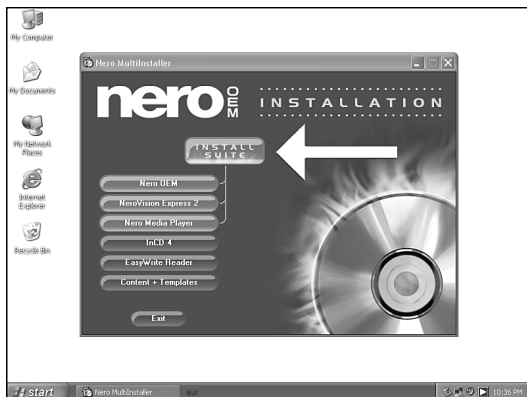 My Computer
My Documents
My Network
Places
Internet
Explorer
Recycle Bin
Nero MultiInstaller
nero OEM
INSTALLATION
INSTALL
SUITE
Nero OEM
NeroVision Express 2
Nero Media Player
InCD 4
EasyWrite Reader
Content + Templates
Exit
start
Nero MultiInstaller
10:36 PM